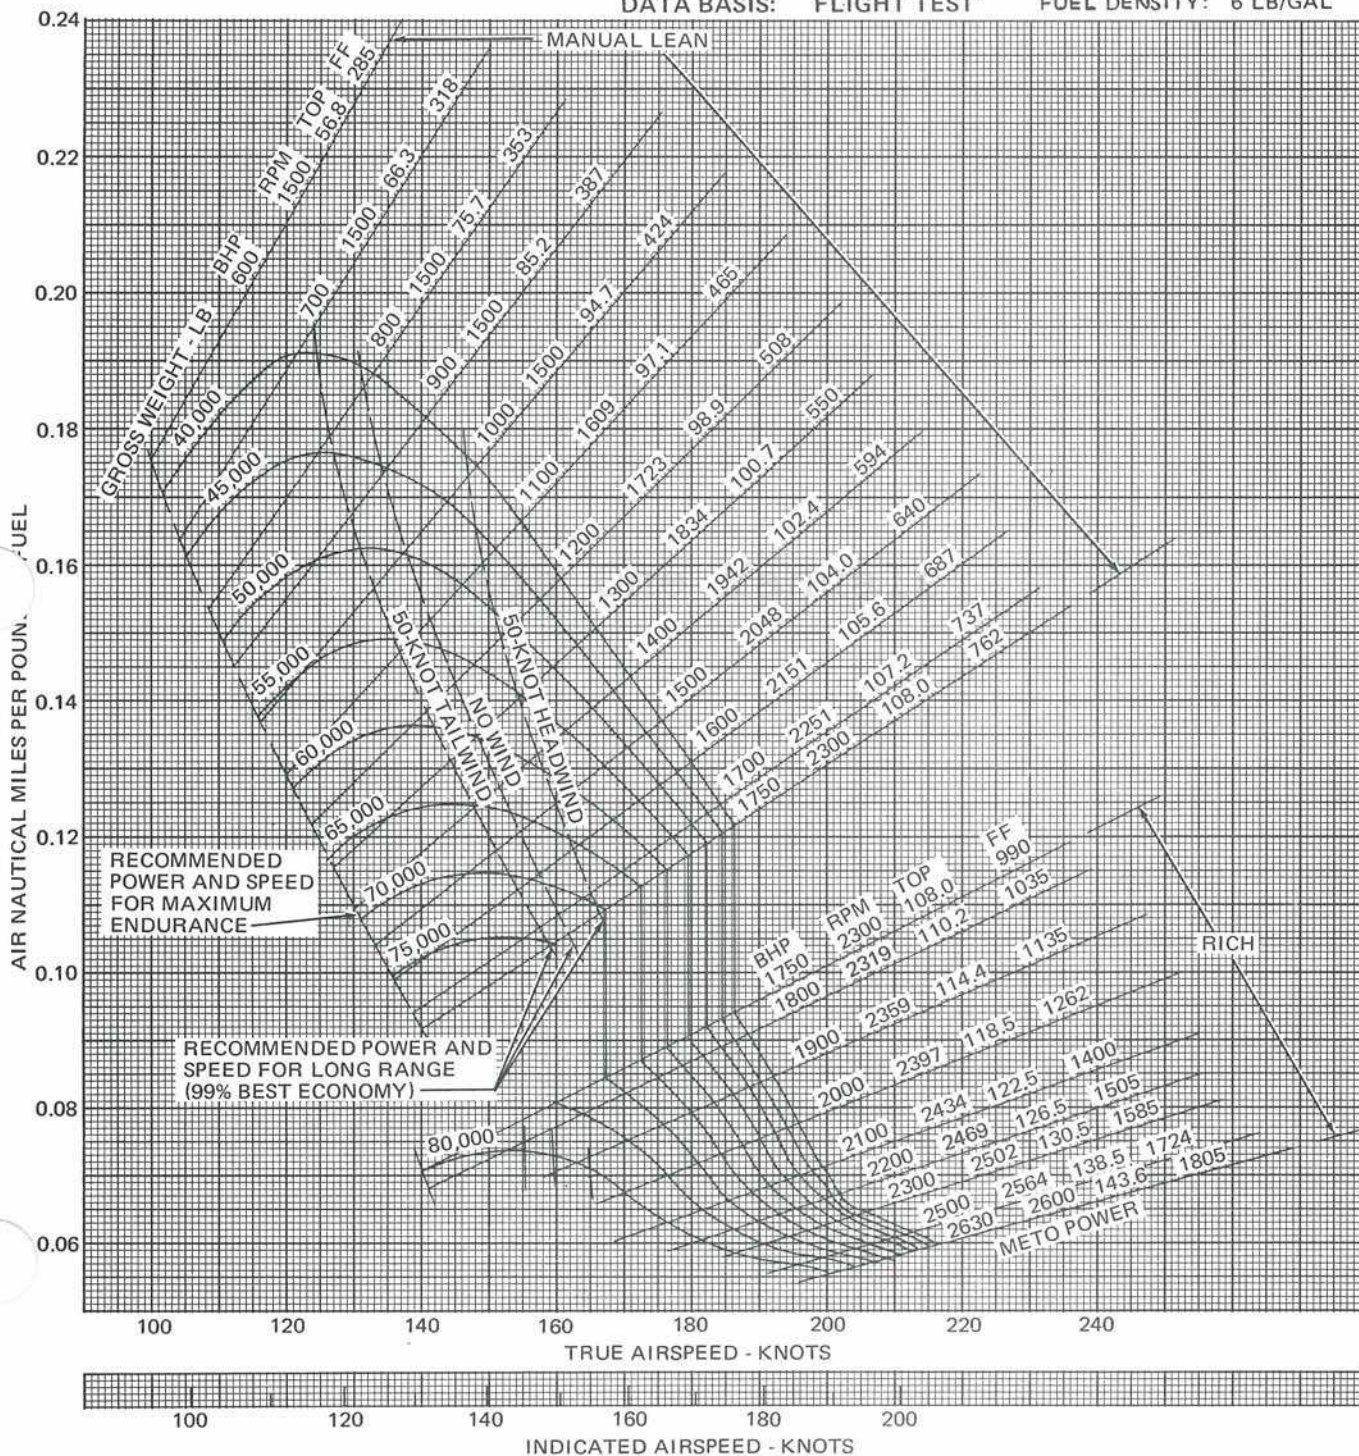 DATA BASIS: FLIGHT TEST FUEL DENSITY: 6 LB/GAL
MANUAL LEAN
GROSS WEIGHT - LB
BHP RPM TOP FF
600 1500 56.8 285
700 1500 66.3 318
800 1500 75.7 353
900 1500 85.2 387
1000 1500 94.7 424
1100 1609 97.1 465
1200 1723 98.9 508
1300 1834 100.7 550
1400 1942 102.4 594
1500 2048 104.0 640
1600 2151 105.6 687
1700 2251 107.2 737
1750 2300 108.0 762
40,000
45,000
50,000
55,000
60,000
65,000
70,000
75,000
80,000
50-KNOT TAILWIND
NO WIND
50-KNOT HEADWIND
RECOMMENDED
POWER AND SPEED
FOR MAXIMUM
ENDURANCE
RECOMMENDED POWER AND
SPEED FOR LONG RANGE
(99% BEST ECONOMY)
BHP RPM TOP FF
1750 2300 108.0 990
1800 2319 110.2 1035
1900 2359 114.4 1135
2000 2397 118.5 1262
2100 2434 122.5 1400
2200 2469 126.5 1505
2300 2502 130.5 1585
2500 2564 138.5 1724
2630 2600 143.6 1805
METO POWER
RICH
AIR NAUTICAL MILES PER POUN
UEL
0.24
0.22
0.20
0.18
0.16
0.14
0.12
0.10
0.08
0.06
100 120 140 160 180 200 220 240
TRUE AIRSPEED - KNOTS
100 120 140 160 180 200
INDICATED AIRSPEED - KNOTS